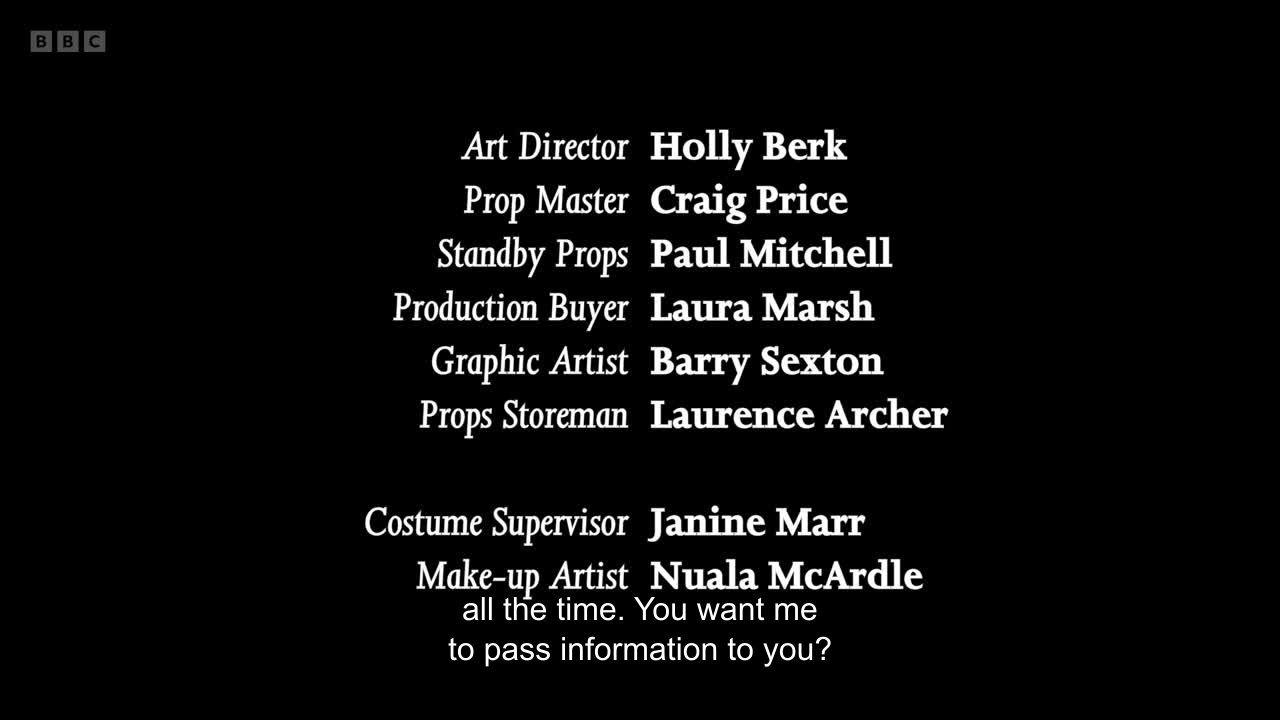 BBC
Art Director Holly Berk
Prop Master Craig Price
Standby Props Paul Mitchell
Production Buyer Laura Marsh
Graphic Artist Barry Sexton
Props Storeman Laurence Archer
Costume Supervisor Janine Marr
Make-up Artist Nuala McArdle
all the time. You want me
to pass information to you?